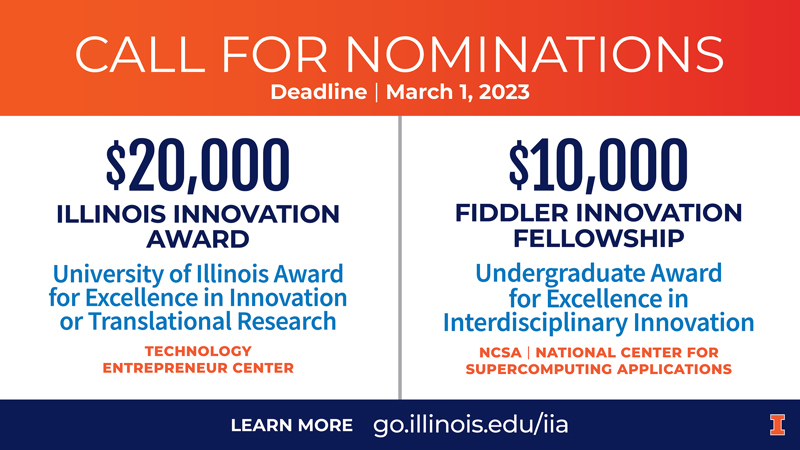 CALL FOR NOMINATIONS
Deadline | March 1, 2023
$20,000
ILLINOIS INNOVATION
AWARD
University of Illinois Award
for Excellence in Innovation
or Translational Research
TECHNOLOGY
ENTREPRENEUR CENTER
$10,000
FIDDLER INNOVATION
FELLOWSHIP
Undergraduate Award
for Excellence in
Interdisciplinary Innovation
NCSA | NATIONAL CENTER FOR
SUPERCOMPUTING APPLICATIONS
LEARN MORE go.illinois.edu/iia
I